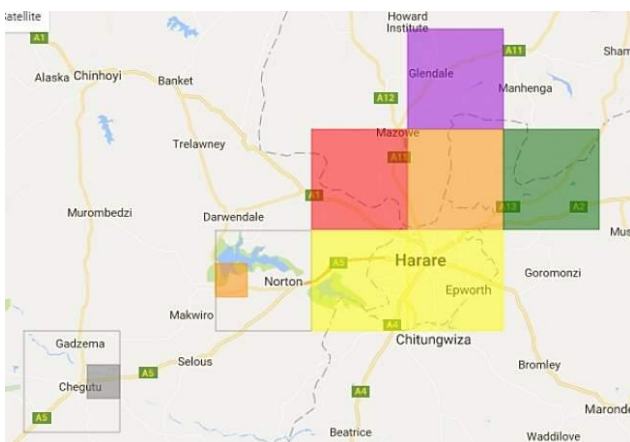 Satellite
Howard
Institute
A1
A11
Glendale
Sham
Alaska
Chinhoyi
Banket
Manhenga
A12
Mazowe
Trelawney
A11
A1
A13
A2
Murombedzi
Darwendale
Mus
Harare
A5
Norton
Goromonzi
Epworth
Makwiro
A4
Gadzema
Chitungwiza
Selous
Bromley
A5
Chegutu
A4
A5
Maronde
Beatrice
Waddilove